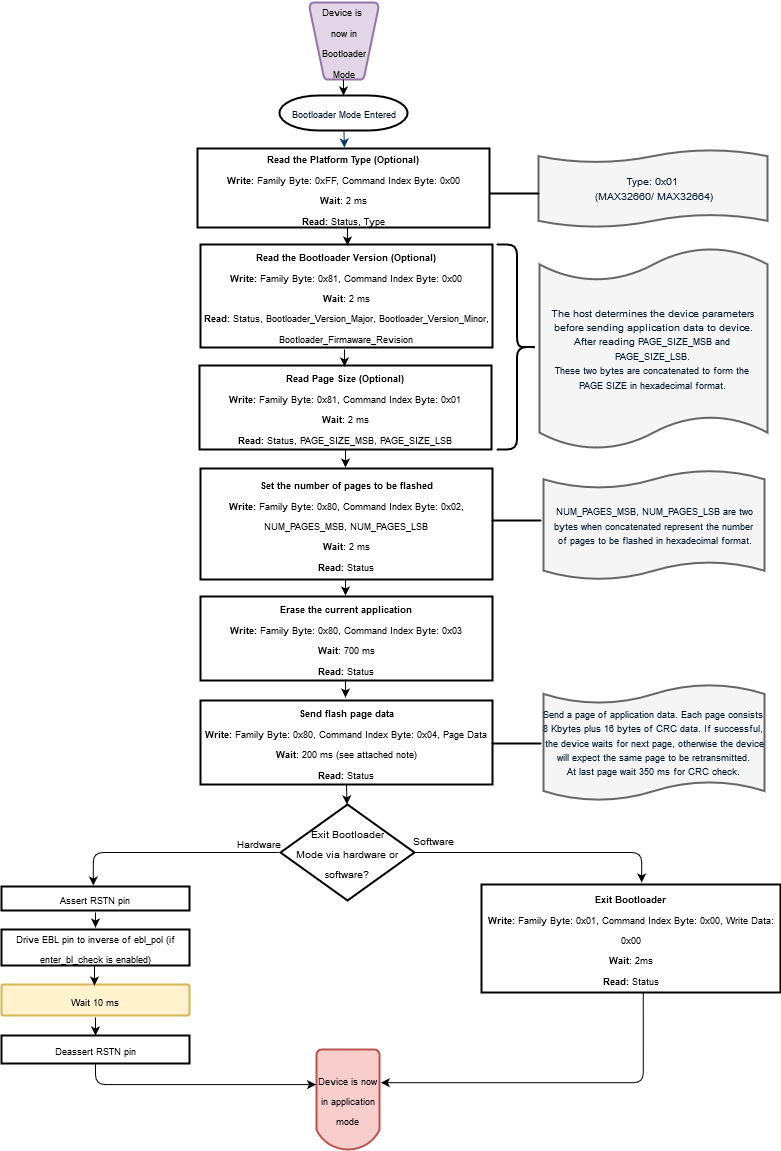 Device is
now in
Bootloader
Mode
Bootloader Mode Entered
Read the Platform Type (Optional)
Write: Family Byte: 0xFF, Command Index Byte: 0x00
Wait: 2 ms
Read: Status, Type
Type: 0x01
(MAX32660/ MAX32664)
Read the Bootloader Version (Optional)
Write: Family Byte: 0x81, Command Index Byte: 0x00
Wait: 2 ms
Read: Status, Bootloader_Version_Major, Bootloader_Version_Minor,
Bootloader_Firmaware_Revision
Read Page Size (Optional)
Write: Family Byte: 0x81, Command Index Byte: 0x01
Wait: 2 ms
Read: Status, PAGE_SIZE_MSB, PAGE_SIZE_LSB
The host determines the device parameters
before sending application data to device.
After reading PAGE_SIZE_MSB and
PAGE_SIZE_LSB.
These two bytes are concatenated to form the
PAGE SIZE in hexadecimal format.
Set the number of pages to be flashed
Write: Family Byte: 0x80, Command Index Byte: 0x02,
NUM_PAGES_MSB, NUM_PAGES_LSB
Wait: 2 ms
Read: Status
NUM_PAGES_MSB, NUM_PAGES_LSB are two
bytes when concatenated represent the number
of pages to be flashed in hexadecimal format.
Erase the current application
Write: Family Byte: 0x80, Command Index Byte: 0x03
Wait: 700 ms
Read: Status
Send flash page data
Write: Family Byte: 0x80, Command Index Byte: 0x04, Page Data
Wait: 200 ms (see attached note)
Read: Status
Send a page of application data. Each page consists
8 Kbytes plus 16 bytes of CRC data. If successful,
the device waits for next page, otherwise the device
will expect the same page to be retransmitted.
At last page wait 350 ms for CRC check.
Exit Bootloader
Mode via hardware or
software?
Hardware
Software
Assert RSTN pin
Drive EBL pin to inverse of ebl_pol (if
enter_bl_check is enabled)
Wait 10 ms
Deassert RSTN pin
Exit Bootloader
Write: Family Byte: 0x01, Command Index Byte: 0x00, Write Data:
0x00
Wait: 2ms
Read: Status
Device is now
in application
mode